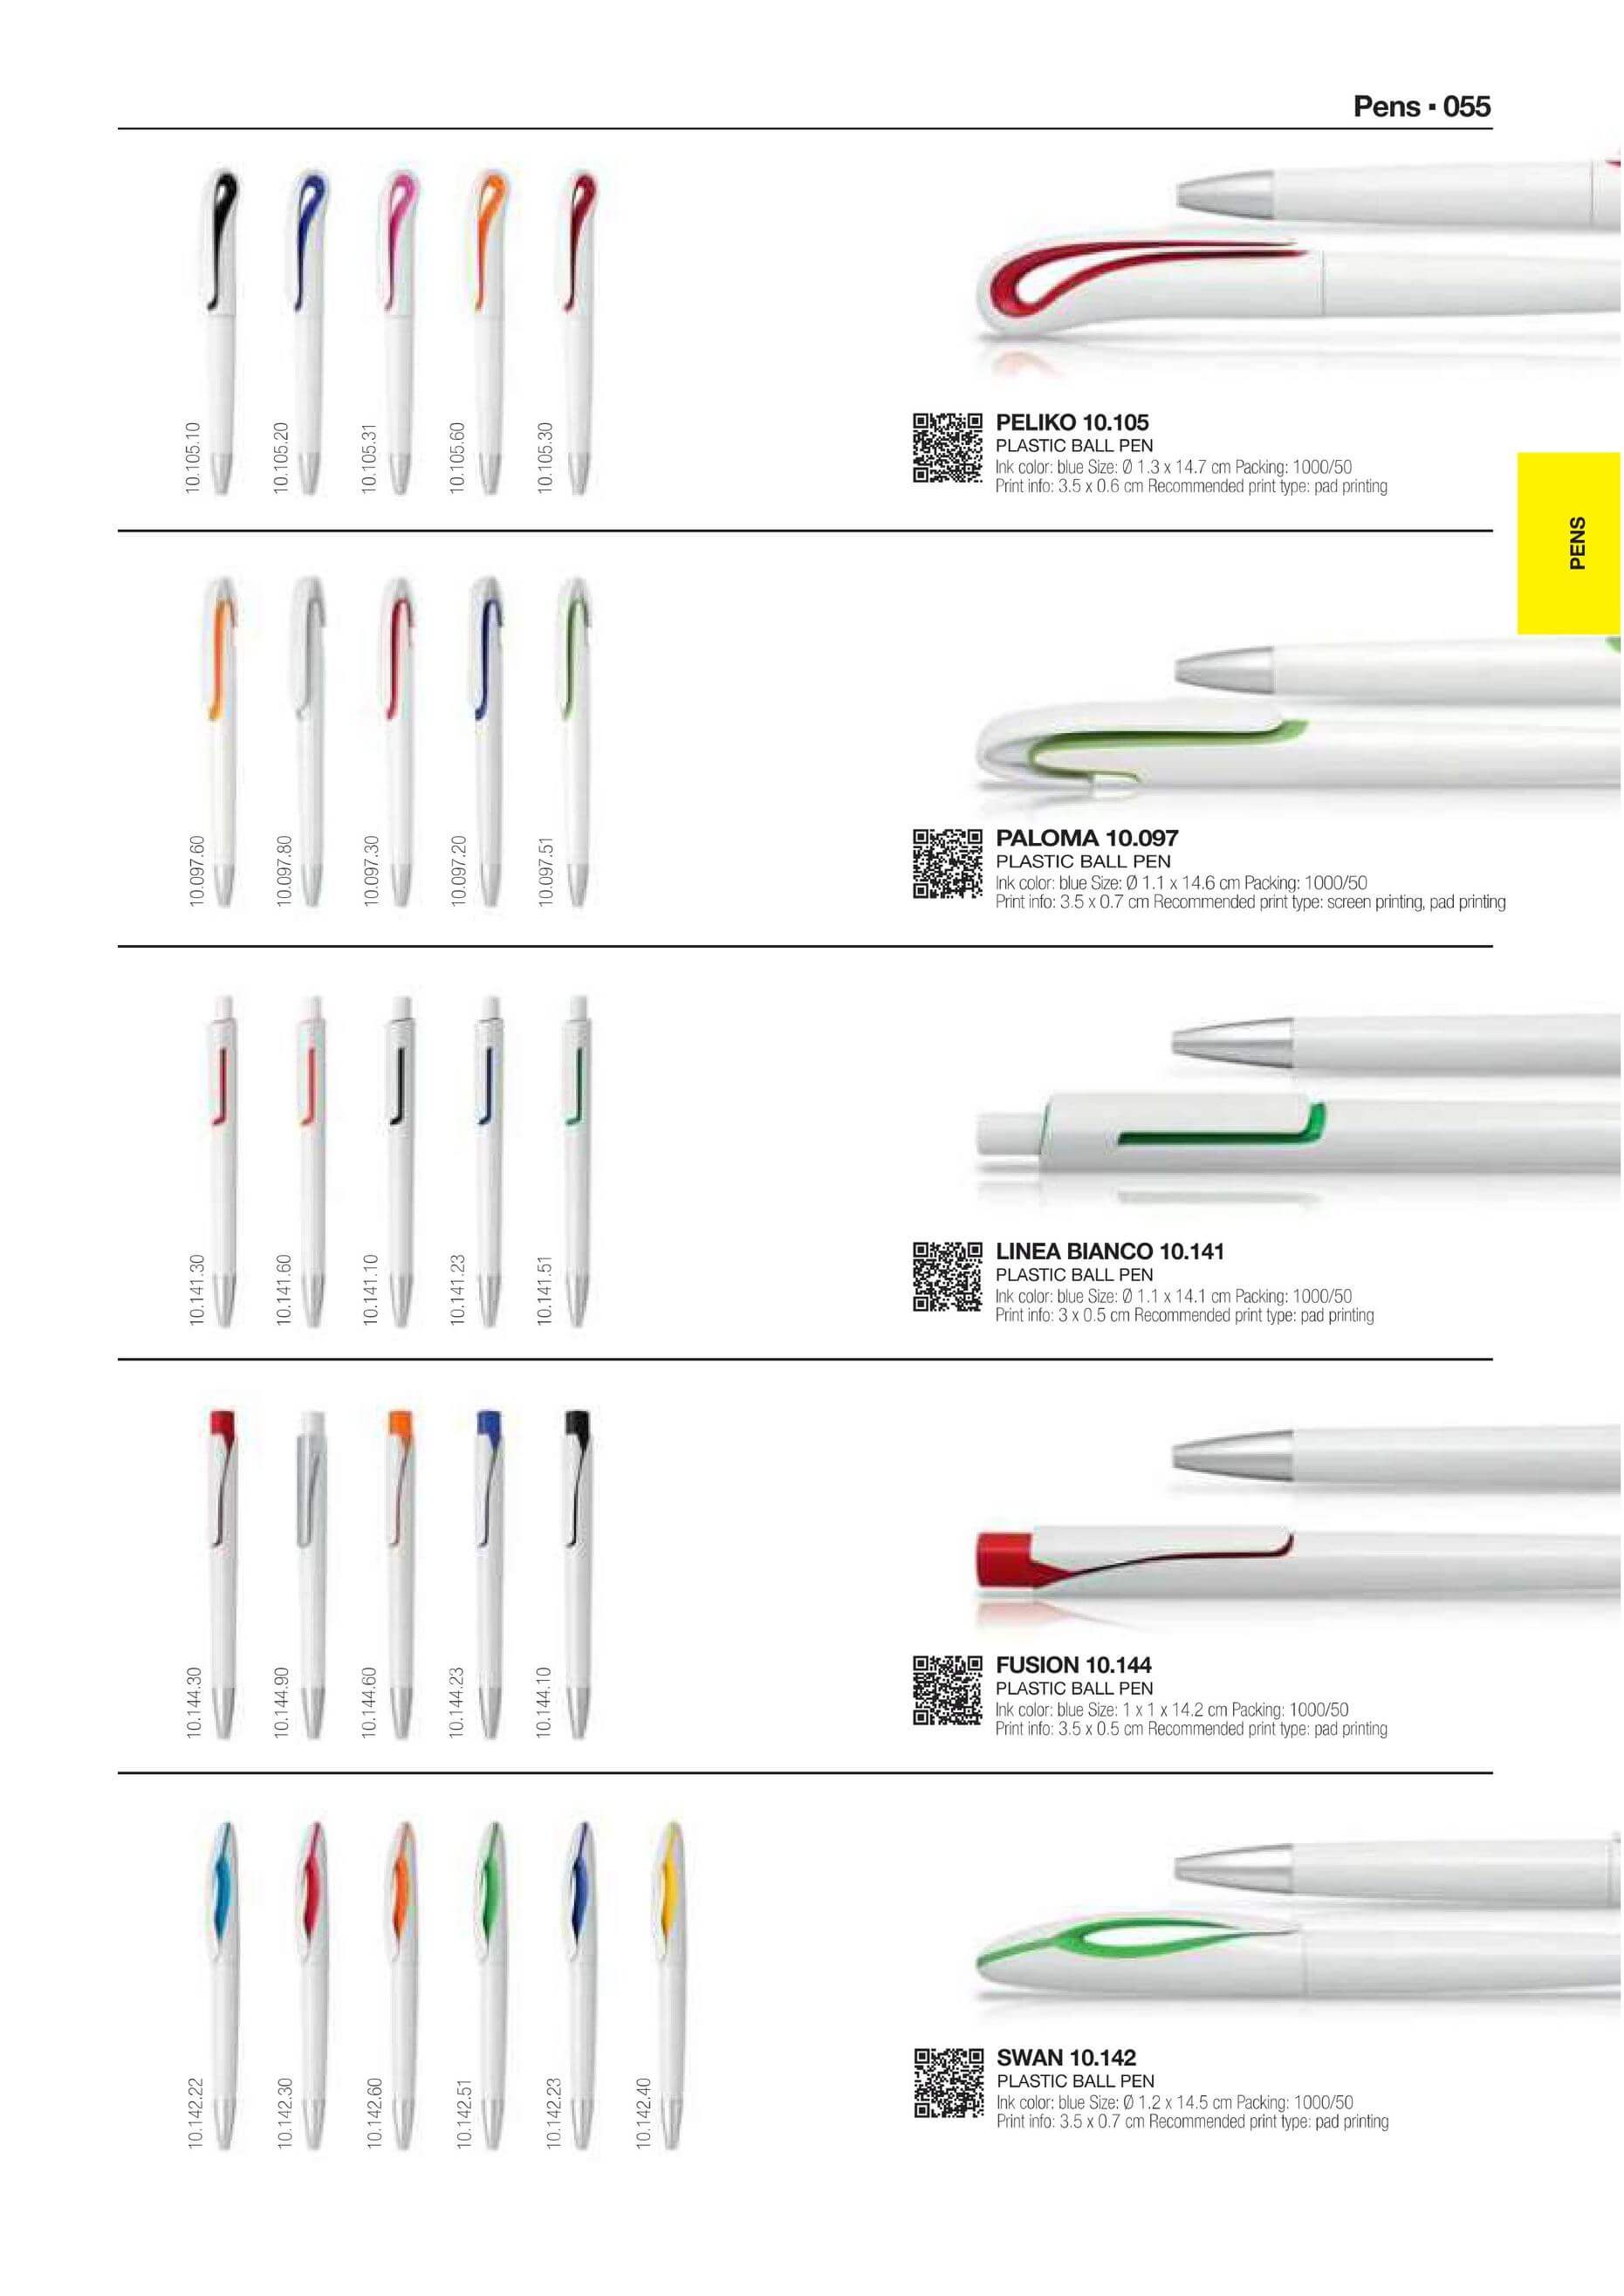 Pens ▪ 055
10.105.10
10.105.20
10.105.31
10.105.60
10.105.30
PELIKO 10.105
PLASTIC BALL PEN
Ink color: blue Size: Ø 1.3 x 14.7 cm Packing: 1000/50
Print info: 3.5 x 0.6 cm Recommended print type: pad printing
PENS
10.097.60
10.097.80
10.097.30
10.097.20
10.097.51
PALOMA 10.097
PLASTIC BALL PEN
Ink color: blue Size: Ø 1.1 x 14.6 cm Packing: 1000/50
Print info: 3.5 x 0.7 cm Recommended print type: screen printing, pad printing
10.141.30
10.141.60
10.141.10
10.141.23
10.141.51
LINEA BIANCO 10.141
PLASTIC BALL PEN
Ink color: blue Size: Ø 1.1 x 14.1 cm Packing: 1000/50
Print info: 3 x 0.5 cm Recommended print type: pad printing
10.144.30
10.144.90
10.144.60
10.144.23
10.144.10
FUSION 10.144
PLASTIC BALL PEN
Ink color: blue Size: 1 x 1 x 14.2 cm Packing: 1000/50
Print info: 3.5 x 0.5 cm Recommended print type: pad printing
10.142.22
10.142.30
10.142.60
10.142.51
10.142.23
10.142.40
SWAN 10.142
PLASTIC BALL PEN
Ink color: blue Size: Ø 1.2 x 14.5 cm Packing: 1000/50
Print info: 3.5 x 0.7 cm Recommended print type: pad printing